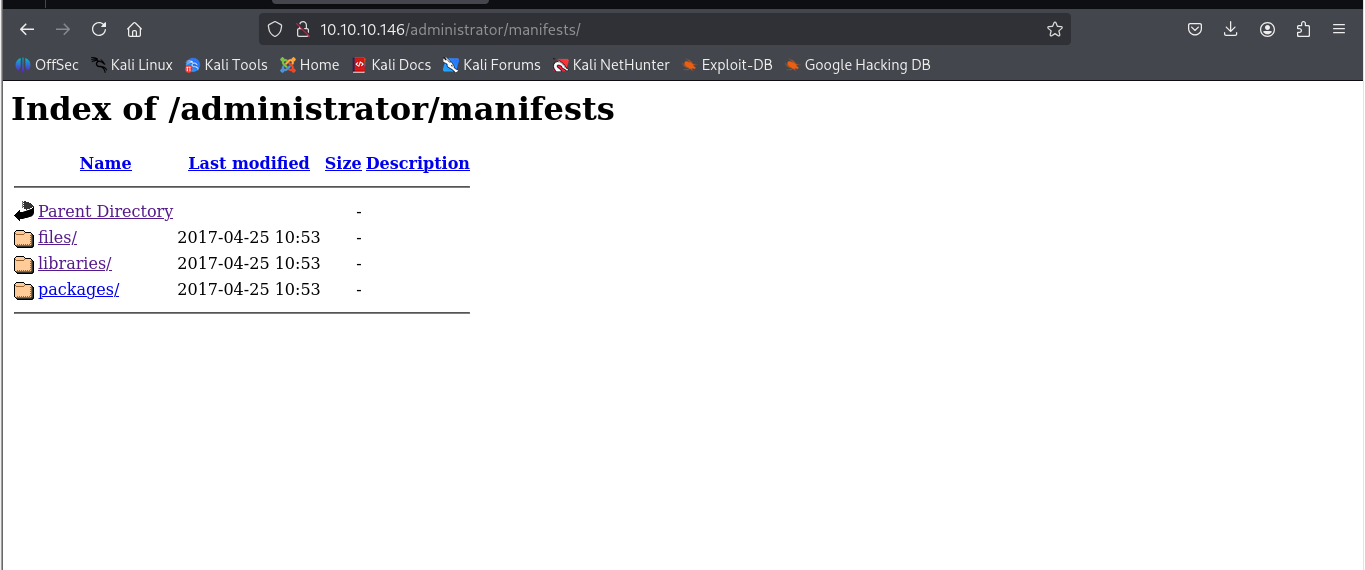 10.10.10.146/administrator/manifests/
OffSec Kali Linux Kali Tools Home Kali Docs Kali Forums Kali NetHunter Exploit-DB Google Hacking DB
Index of /administrator/manifests
Name Last modified Size Description
Parent Directory -
files/ 2017-04-25 10:53 -
libraries/ 2017-04-25 10:53 -
packages/ 2017-04-25 10:53 -